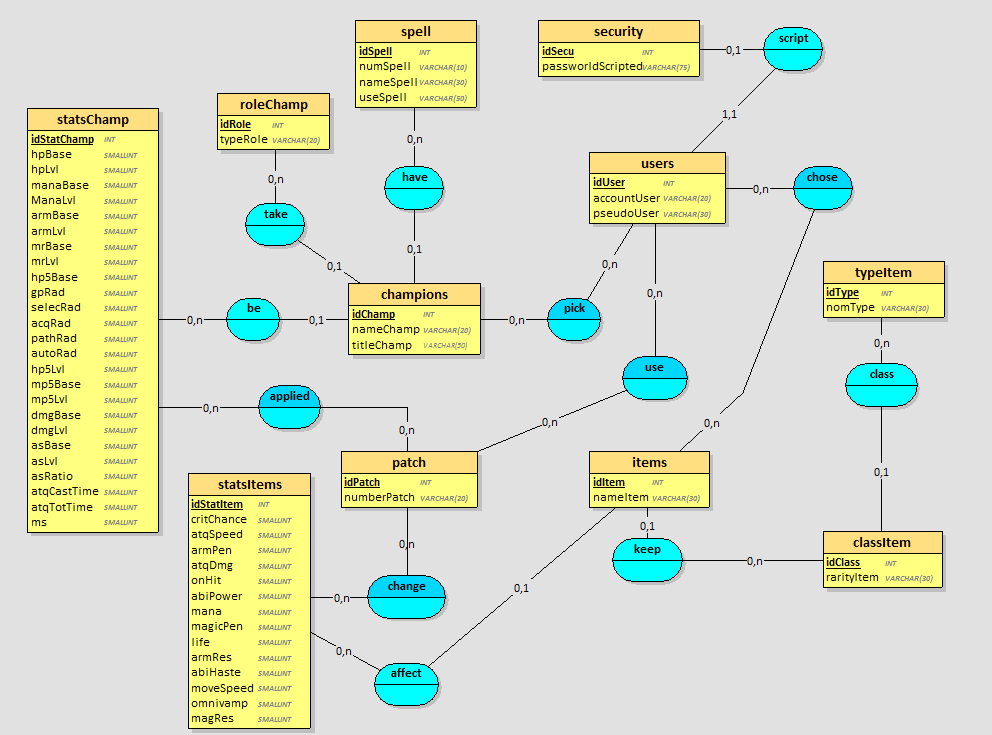 spell
idSpell INT
numSpell VARCHAR(10)
nameSpell VARCHAR(30)
useSpell VARCHAR(50)
security
idSecu INT
passworldScripted VARCHAR(75)
0,1
script
1,1
roleChamp
idRole INT
typeRole VARCHAR(20)
0,n
take
0,1
0,n
have
0,1
statsChamp
idStatChamp INT
hpBase SMALLINT
hpLvl SMALLINT
manaBase SMALLINT
ManaLvl SMALLINT
armBase SMALLINT
armLvl SMALLINT
mrBase SMALLINT
mrLvl SMALLINT
hp5Base SMALLINT
gpRad SMALLINT
selecRad SMALLINT
acqRad SMALLINT
pathRad SMALLINT
autoRad SMALLINT
hp5Lvl SMALLINT
mp5Base SMALLINT
mp5Lvl SMALLINT
dmgBase SMALLINT
dmgLvl SMALLINT
asBase SMALLINT
asLvl SMALLINT
asRatio SMALLINT
atqCastTime SMALLINT
atqTotTime SMALLINT
ms SMALLINT
users
idUser INT
accountUser VARCHAR(20)
pseudoUser VARCHAR(30)
0,n
chose
0,n
0,n
be
0,1
champions
idChamp INT
nameChamp VARCHAR(20)
titleChamp VARCHAR(50)
0,n
pick
0,n
0,n
use
0,n
typeItem
idType INT
nomType VARCHAR(30)
0,n
class
0,1
0,n
applied
0,n
patch
idPatch INT
numberPatch VARCHAR(20)
items
idItem INT
nameItem VARCHAR(30)
0,1
keep
0,n
classItem
idClass INT
rarityItem VARCHAR(30)
statsItems
idStatItem INT
critChance SMALLINT
atqSpeed SMALLINT
armPen SMALLINT
atqDmg SMALLINT
onHit SMALLINT
abiPower SMALLINT
mana SMALLINT
magicPen SMALLINT
life SMALLINT
armRes SMALLINT
abiHaste SMALLINT
moveSpeed SMALLINT
omnivamp SMALLINT
magRes SMALLINT
0,n
change
0,n
0,n
affect
0,1